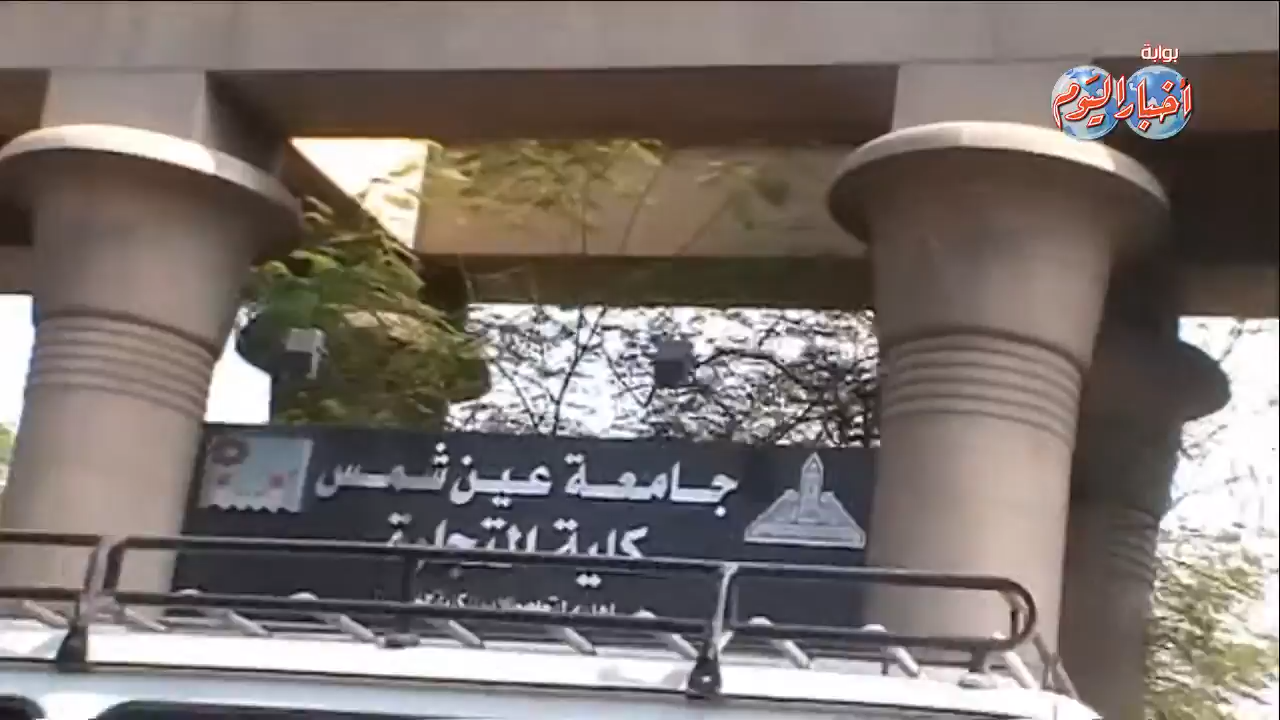 بوابة
أخبار اليوم
جامعة عين شمس
كلية التجارة